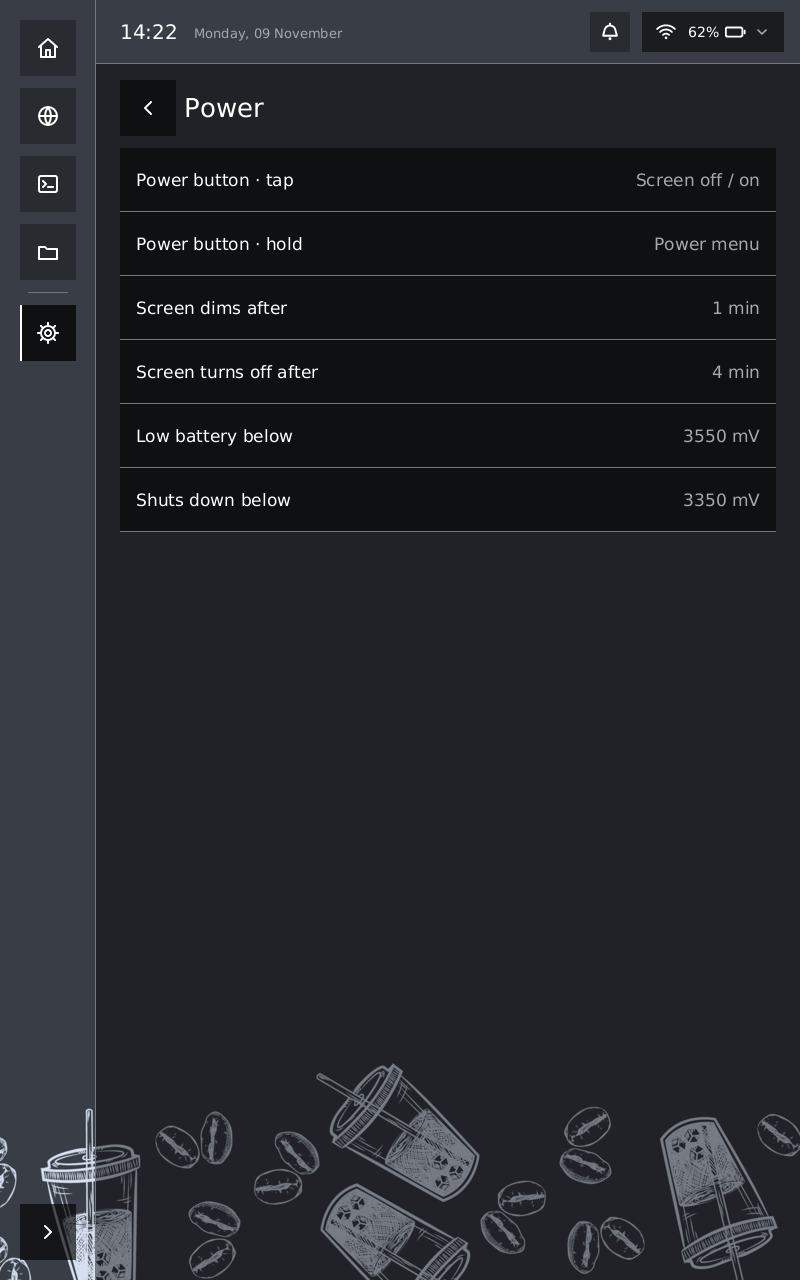 14:22 Monday, 09 November 62%
Power
Power button · tap Screen off / on
Power button · hold Power menu
Screen dims after 1 min
Screen turns off after 4 min
Low battery below 3550 mV
Shuts down below 3350 mV